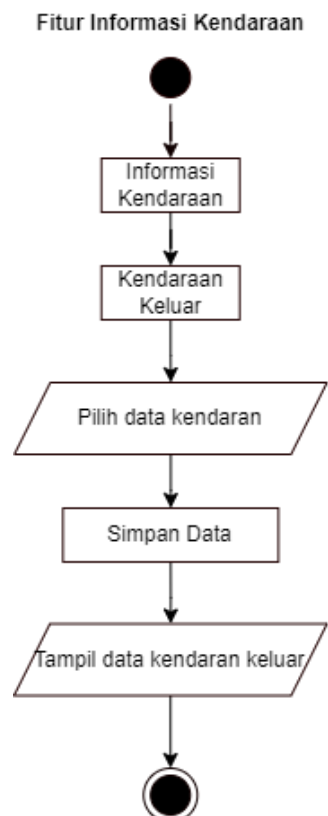 Fitur Informasi Kendaraan
Informasi
Kendaraan
Kendaraan
Keluar
Pilih data kendaran
Simpan Data
Tampil data kendaran keluar